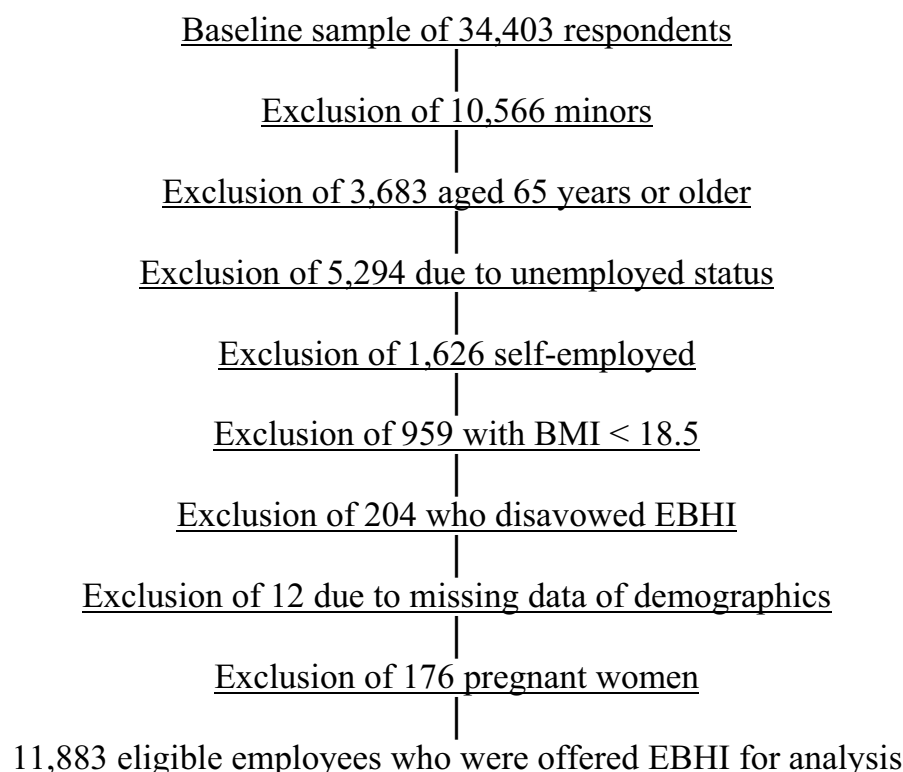 Baseline sample of 34,403 respondents
Exclusion of 10,566 minors
Exclusion of 3,683 aged 65 years or older
Exclusion of 5,294 due to unemployed status
Exclusion of 1,626 self-employed
Exclusion of 959 with BMI < 18.5
Exclusion of 204 who disavowed EBHI
Exclusion of 12 due to missing data of demographics
Exclusion of 176 pregnant women
11,883 eligible employees who were offered EBHI for analysis